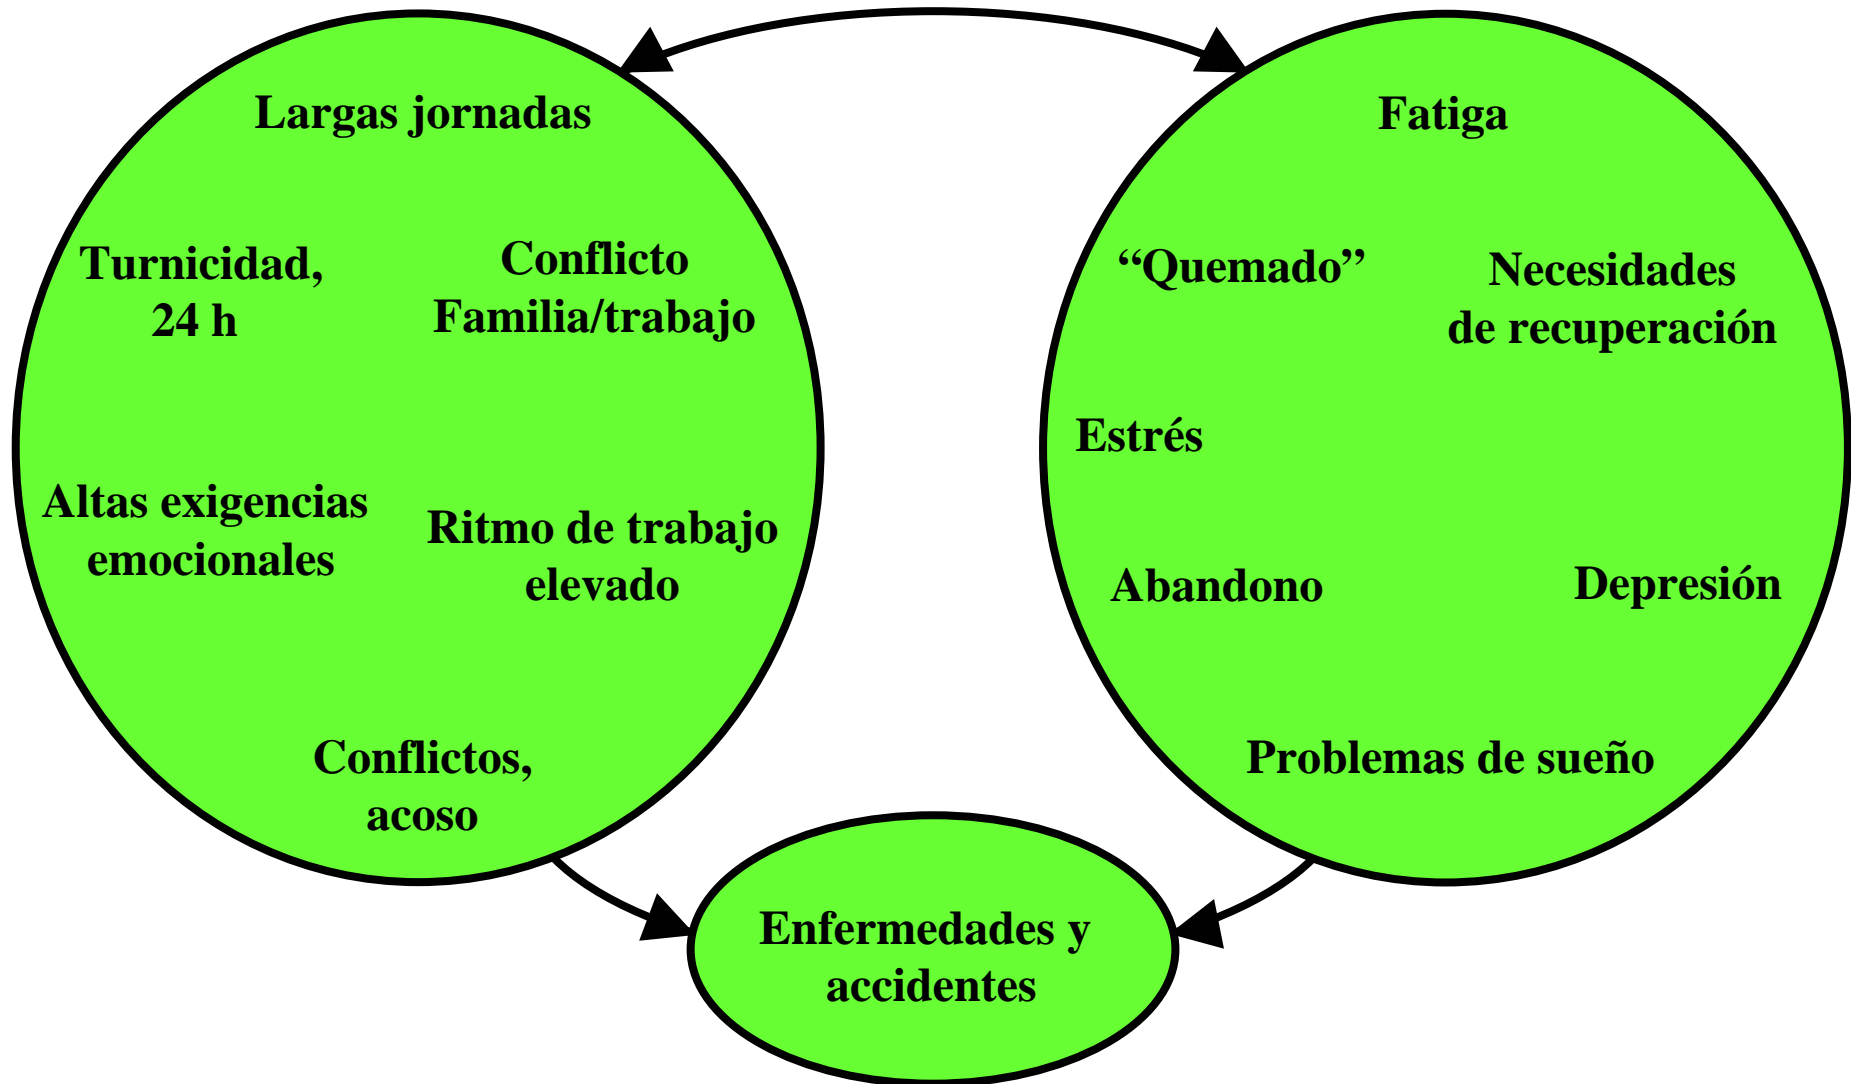 Largas jornadas
Turnicidad,
24 h
Conflicto
Familia/trabajo
Altas exigencias
emocionales
Ritmo de trabajo
elevado
Conflictos,
acoso
Fatiga
“Quemado”
Necesidades
de recuperación
Estrés
Abandono
Depresión
Problemas de sueño
Enfermedades y
accidentes